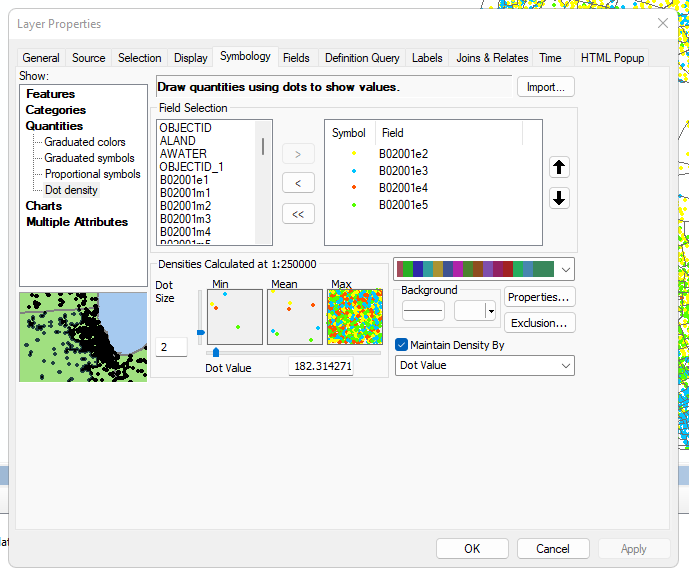 Layer Properties
General Source Selection Display Symbology Fields Definition Query Labels Joins & Relates Time HTML Popup
Show:
Features
Categories
Quantities
Graduated colors
Graduated symbols
Proportional symbols
Dot density
Charts
Multiple Attributes
Draw quantities using dots to show values.
Import...
Field Selection
OBJECTID
ALAND
AWATER
OBJECTID_1
B02001e1
B02001m1
B02001m2
B02001m3
B02001m4
B02001m5
>
<
<<
Symbol Field
B02001e2
B02001e3
B02001e4
B02001e5
Densities Calculated at 1:250000
Dot
Size
2
Min Mean Max
Dot Value 182.314271
Background
Properties...
Exclusion...
Maintain Density By
Dot Value
OK Cancel Apply